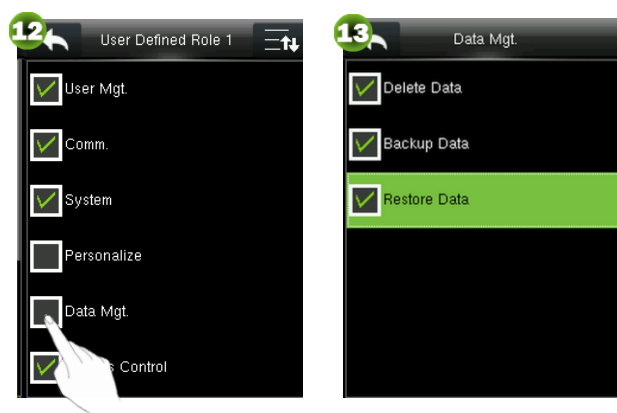 12
User Defined Role 1
User Mgt.
Comm.
System
Personalize
Data Mgt.
Control
13
Data Mgt.
Delete Data
Backup Data
Restore Data